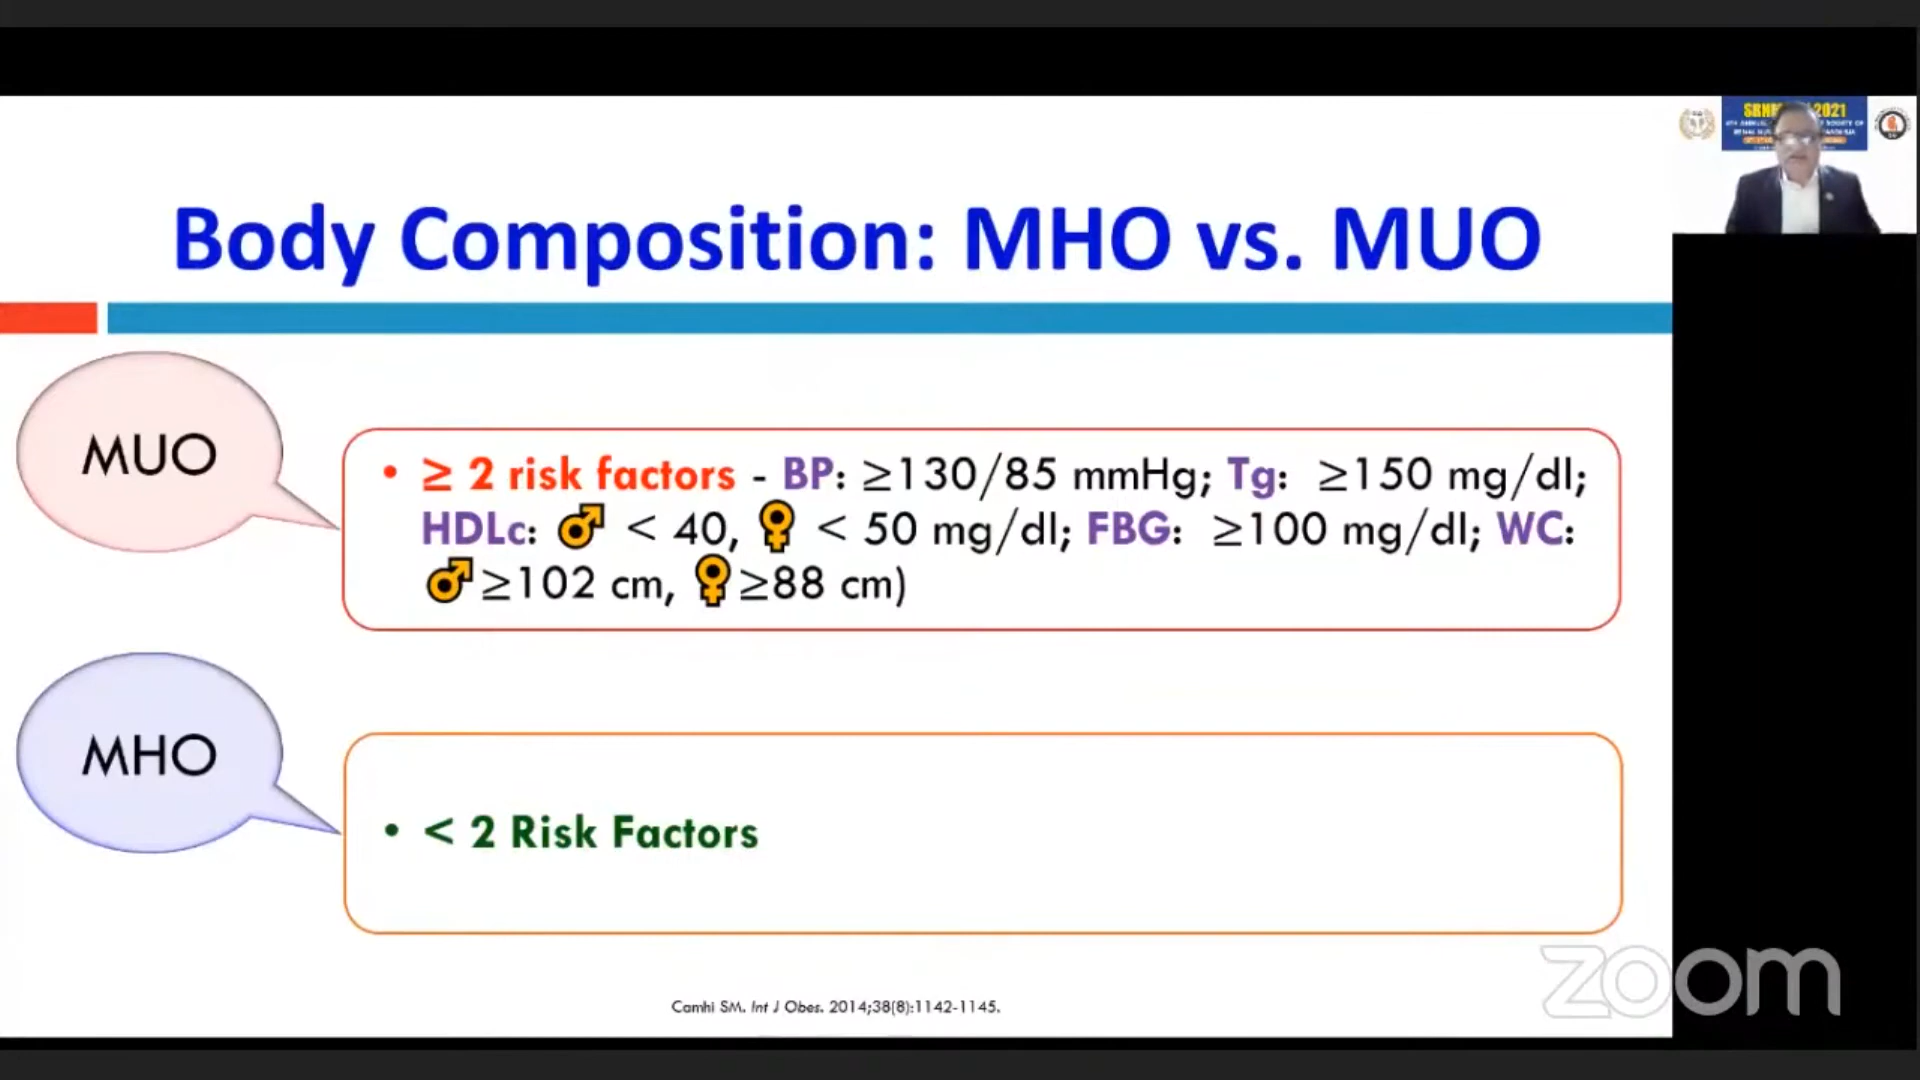 2021
Body Composition: MHO vs. MUO
MUO
• ≥ 2 risk factors - BP: ≥130/85 mmHg; Tg: ≥150 mg/dl;
HDLc: ♂ < 40, ♀ < 50 mg/dl; FBG: ≥100 mg/dl; WC:
♂≥102 cm, ♀≥88 cm)
MHO
• < 2 Risk Factors
Camhi SM. Int J Obes. 2014;38(8):1142-1145.
zoom